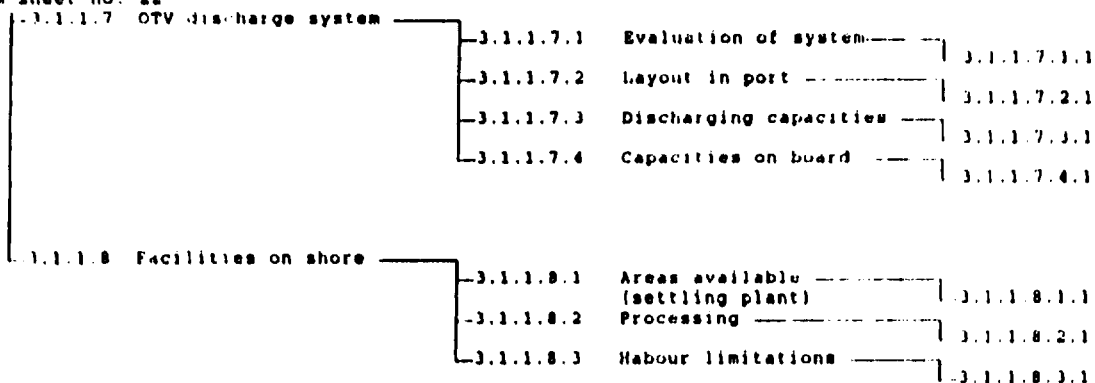 sheet no. 22
3.1.1.7 OTV discharge system
3.1.1.7.1 Evaluation of system
3.1.1.7.1.1
3.1.1.7.2 Layout in port
3.1.1.7.2.1
3.1.1.7.3 Discharging capacities
3.1.1.7.3.1
3.1.1.7.4 Capacities on board
3.1.1.7.4.1
3.1.1.8 Facilities on shore
3.1.1.8.1 Areas available
(settling plant)
3.1.1.8.1.1
3.1.1.8.2 Processing
3.1.1.8.2.1
3.1.1.8.3 Habour limitations
3.1.1.8.3.1